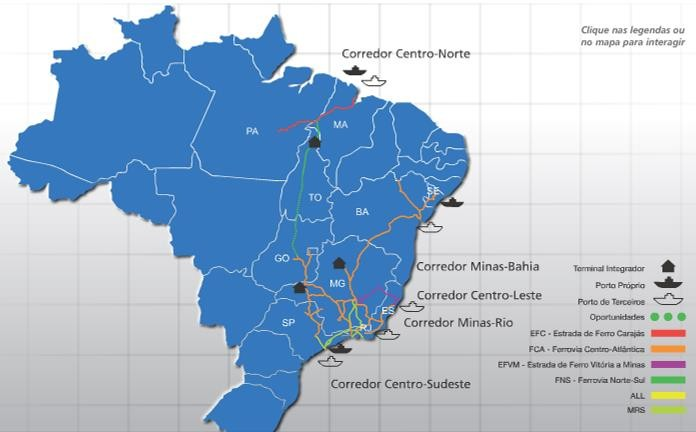 Clique nas legendas ou
no mapa para interagir
Corredor Centro-Norte
PA
MA
TO
SE
BA
GO
MG
ES
SP
RJ
Corredor Minas-Bahia
Corredor Centro-Leste
Corredor Minas-Rio
Corredor Centro-Sudeste
Terminal Integrador
Porto Próprio
Porto de Terceiros
Oportunidades
EFC - Estrada de Ferro Carajás
FCA - Ferrovia Centro-Atlântica
EFVM - Estrada de Ferro Vitória a Minas
FNS - Ferrovia Norte-Sul
ALL
MRS